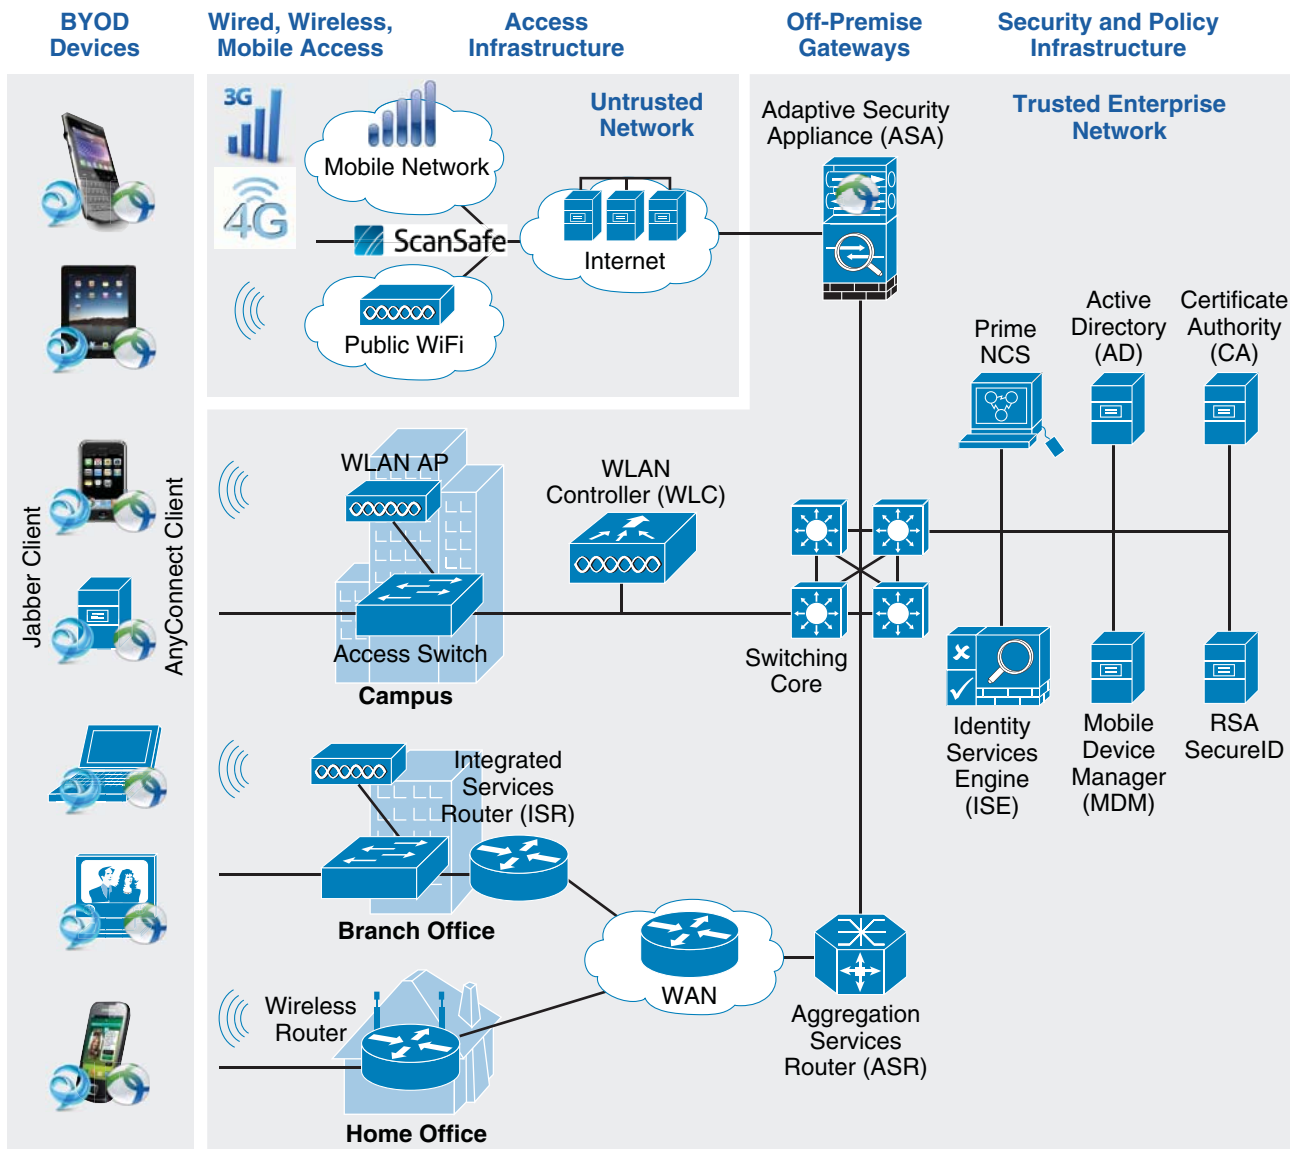 BYOD
Devices
Wired, Wireless,
Mobile Access
Access
Infrastructure
Off-Premise
Gateways
Security and Policy
Infrastructure
3G
4G
Mobile Network
ScanSafe
Public WiFi
Untrusted
Network
Internet
Adaptive Security
Appliance (ASA)
Trusted Enterprise
Network
Prime
NCS
Active
Directory
(AD)
Certificate
Authority
(CA)
Jabber Client
AnyConnect Client
WLAN AP
WLAN
Controller (WLC)
Access Switch
Campus
Switching
Core
Identity
Services
Engine
(ISE)
Mobile
Device
Manager
(MDM)
RSA
SecureID
Integrated
Services
Router (ISR)
Branch Office
WAN
Wireless
Router
Home Office
Aggregation
Services
Router (ASR)